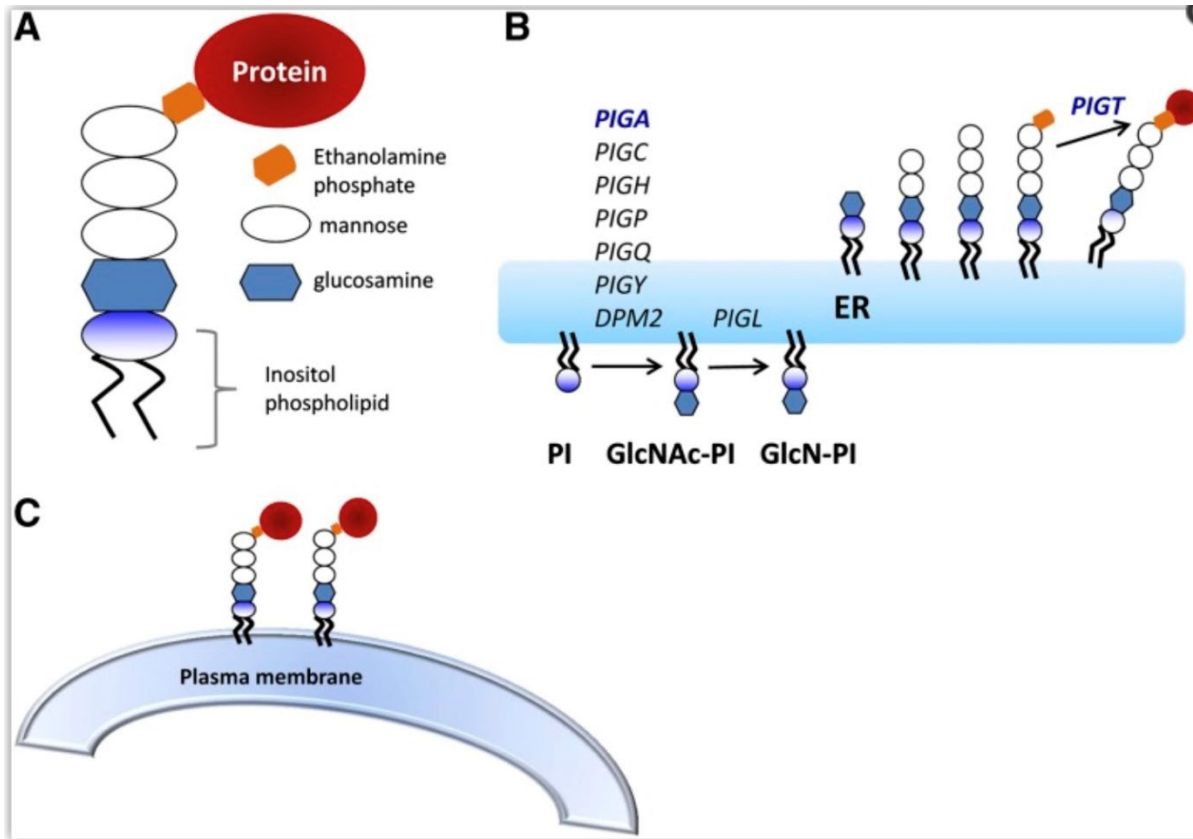 A
Protein
Ethanolamine
phosphate
mannose
glucosamine
Inositol
phospholipid
B
PIGA
PIGC
PIGH
PIGP
PIGQ
PIGY
DPM2
PIGL
PIGT
ER
PI
GlcNAc-PI
GlcN-PI
C
Plasma membrane